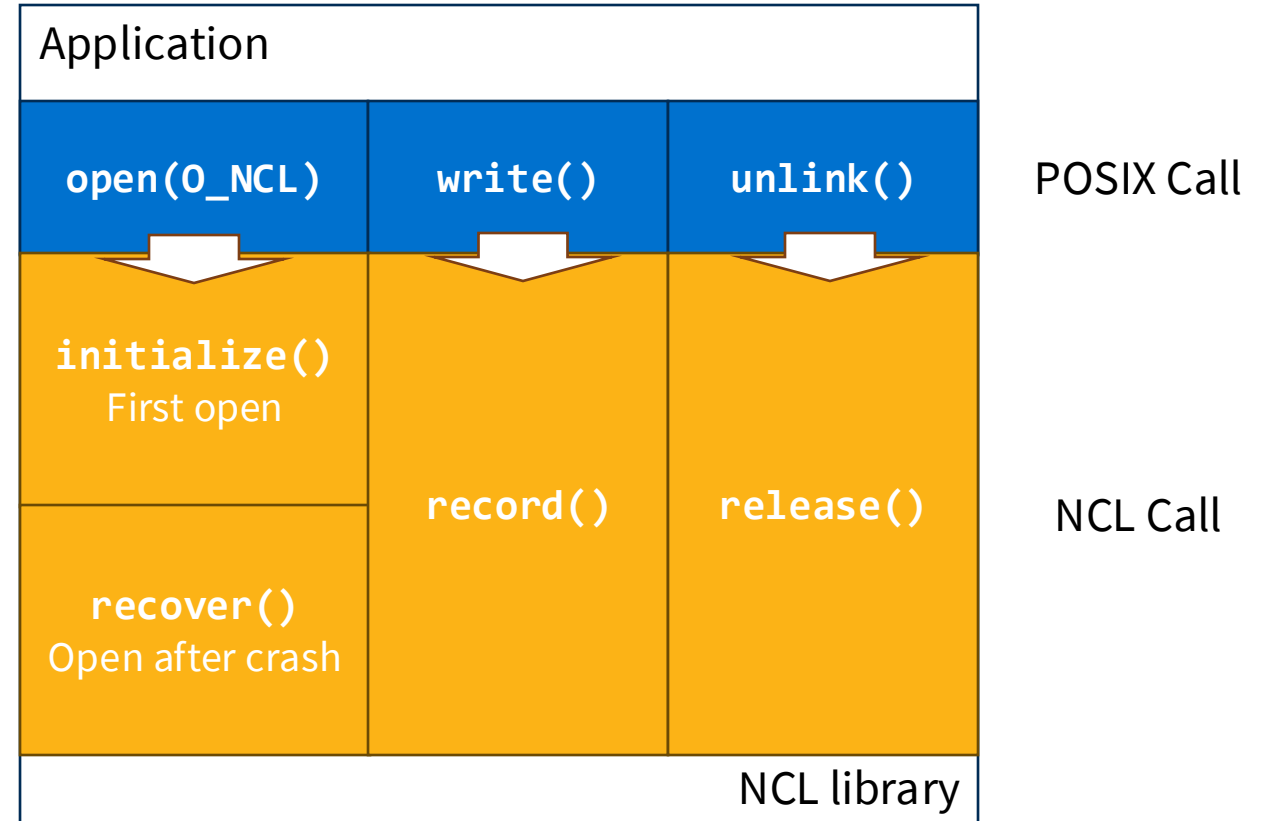 Application
open(O_NCL)
write()
unlink()
POSIX Call
initialize()
First open
record()
release()
NCL Call
recover()
Open after crash
NCL library